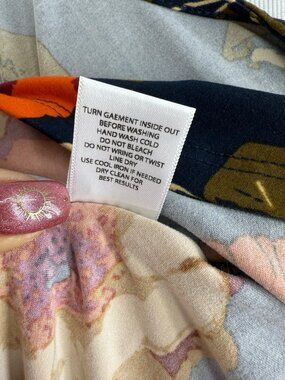 TURN GAEMENT INSIDE OUT
BEFORE WASHING
HAND WASH COLD
DO NOT BLEACH
DO NOT WRING OR TWIST
LINE DRY
USE COOL IRON IF NEEDED
DRY CLEAN FOR
BEST RESULTS